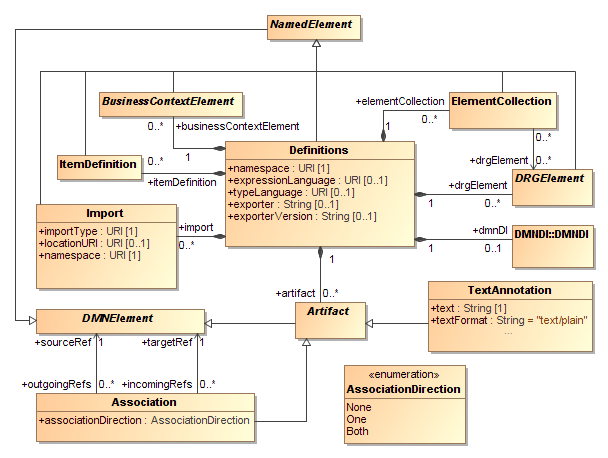 NamedElement
BusinessContextElement
+elementCollection
ElementCollection
0..*
+businessContextElement
1
0..*
0..*
1
ItemDefinition
0..*
+itemDefinition
Definitions
+namespace : URI [1]
+expressionLanguage : URI [0..1]
+typeLanguage : URI [0..1]
+exporter : String [0..1]
+exporterVersion : String [0..1]
+drgElement
0..*
DRGElement
+drgElement
1
0..*
Import
+importType : URI [1]
+locationURI : URI [0..1]
+namespace : URI [1]
+import
0..*
+dmnDI
1
1
DMNDI::DMNDI
1
+artifact
0..*
TextAnnotation
+text : String [1]
+textFormat : String = "text/plain"
...
DMNElement
Artifact
+sourceRef
1
+targetRef
1
+outgoingRefs
0..*
+incomingRefs
0..*
Association
+associationDirection : AssociationDirection
«enumeration»
AssociationDirection
None
One
Both